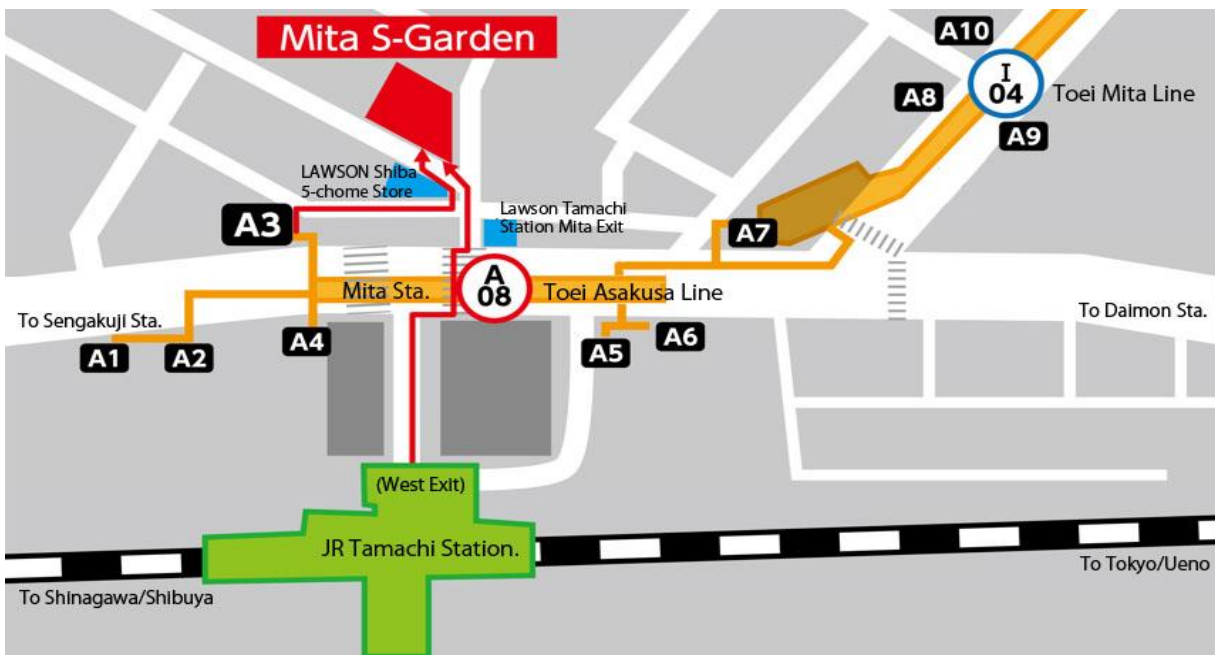 Mita S-Garden
A10
I
04
Toei Mita Line
A8
A9
LAWSON Shiba
5-chome Store
A3
Lawson Tamachi
Station Mita Exit
A7
Mita Sta.
A
08
Toei Asakusa Line
To Sengakuji Sta.
To Daimon Sta.
A1
A2
A4
A5
A6
(West Exit)
JR Tamachi Station.
To Tokyo/Ueno
To Shinagawa/Shibuya